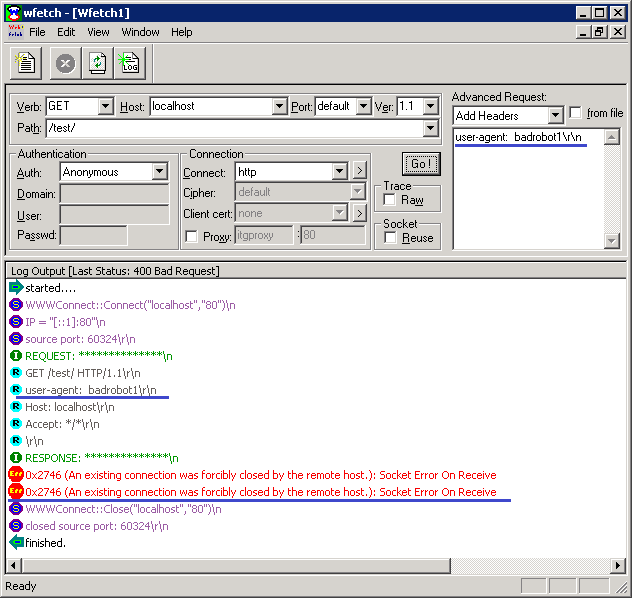 wfetch - [Wfetch1]
File Edit View Window Help
LOG
Verb: GET Host: localhost Port: default Ver: 1.1
Path: /test/
Advanced Request:
Add Headers from file
user-agent:  badrobot1\r\n
Authentication
Auth: Anonymous
Domain:
User:
Passwd:
Connection
Connect: http >
Cipher: default
Client cert: none >
Proxy: itgproxy : 80
Go!
Trace
Raw
Socket
Reuse
Log Output [Last Status: 400 Bad Request]
started....
S WWWConnect::Connect("localhost","80")\n
S IP = "[::1]:80"\n
S source port: 60324\r\n
I REQUEST: **************\n
R GET /test/ HTTP/1.1\r\n
R user-agent:  badrobot1\r\n
R Host: localhost\r\n
R Accept: */*\r\n
R \r\n
I RESPONSE: **************\n
Err 0x2746 (An existing connection was forcibly closed by the remote host.): Socket Error On Receive
Err 0x2746 (An existing connection was forcibly closed by the remote host.): Socket Error On Receive
S WWWConnect::Close("localhost","80")\n
S closed source port: 60324\r\n
finished.
Ready